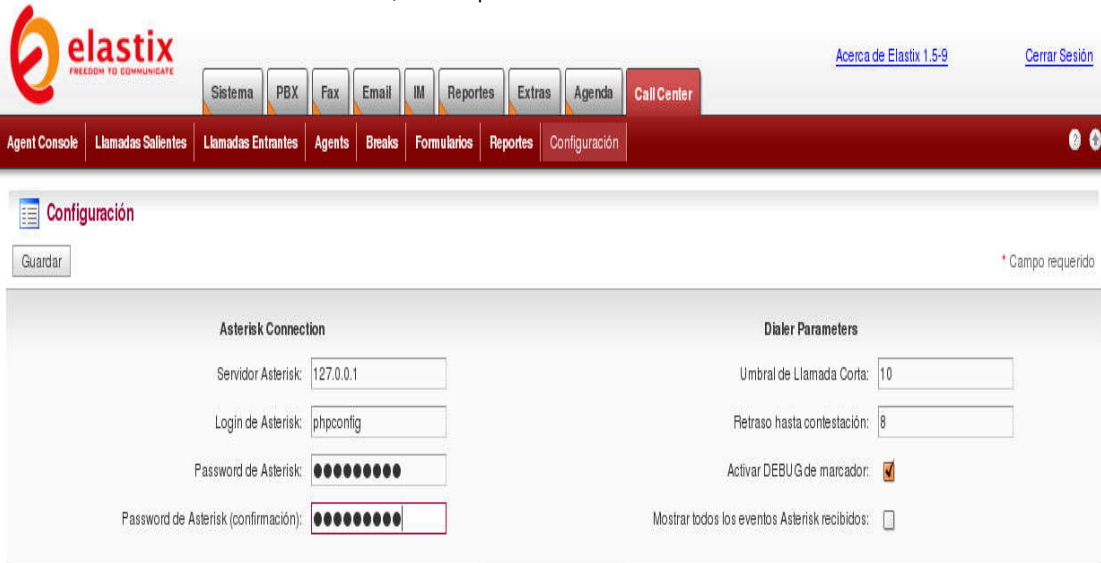 elastix
FREEDOM TO COMMUNICATE
Acerca de Elastix 1.5-9 Cerrar Sesión
Sistema PBX Fax Email IM Reportes Extras Agenda Call Center
Agent Console Llamadas Salientes Llamadas Entrantes Agents Breaks Formularios Reportes Configuración
Configuración
Guardar * Campo requerido
Asterisk Connection Dialer Parameters
Servidor Asterisk: 127.0.0.1 Umbral de Llamada Corta: 10
Login de Asterisk: phpconfig Retraso hasta contestación: 8
Password de Asterisk: ●●●●●●●●● Activar DEBUG de marcador:
Password de Asterisk (confirmación): ●●●●●●●●● Mostrar todos los eventos Asterisk recibidos: